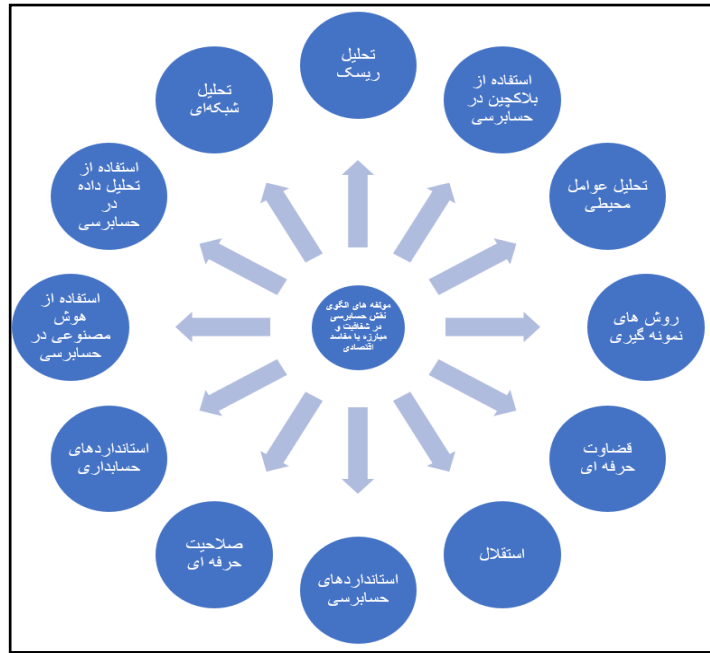 تحلیل
ریسک
استفاده از
بلاکچین در
حسابرسی
تحلیل عوامل
محیطی
روش های
نمونه گیری
قضاوت
حرفه ای
استقلال
استانداردهای
حسابرسی
صلاحیت
حرفه ای
استانداردهای
حسابداری
استفاده از
هوش
مصنوعی در
حسابرسی
استفاده از
تحلیل داده
در
حسابرسی
تحلیل
شبکه‌ای
مولفه های الگوی
نقش حسابرسی
در شفافیت و
مبارزه با مفاسد
اقتصادی